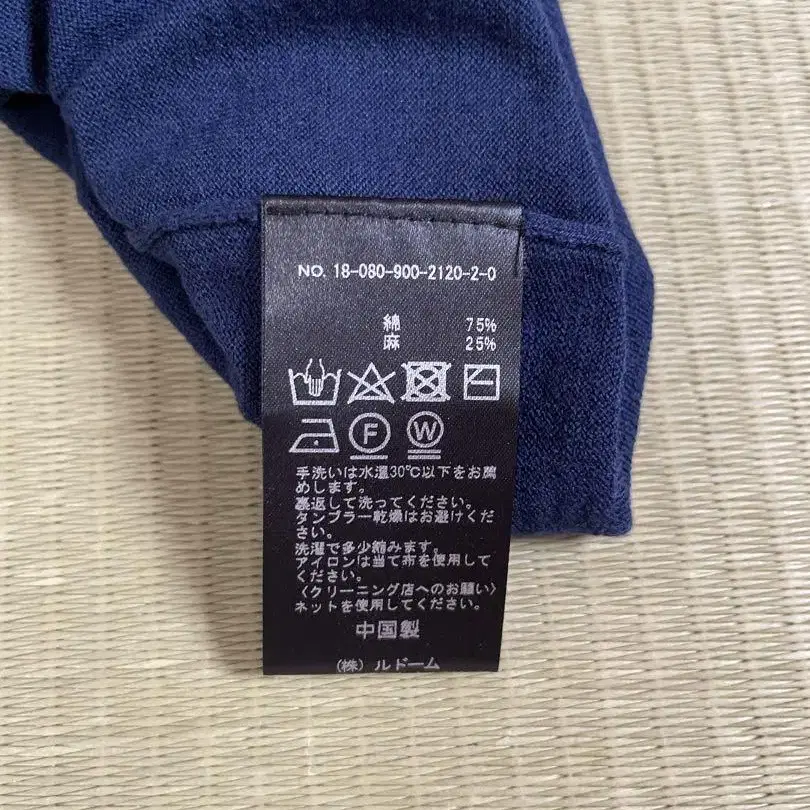 NO. 18-080-900-2120-2-0
綿 75%
麻 25%
F W
手洗いは水温30℃以下をお薦
めします。
裏返して洗ってください。
タンブラー乾燥はお避けくだ
さい。
洗濯で多少縮みます。
アイロンは当て布を使用して
ください。
〈クリーニング店へのお願い〉
ネットを使用してください。
中国製
(株) ルドーム